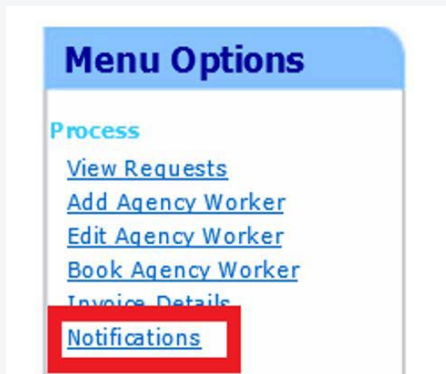 Menu Options
Process
View Requests
Add Agency Worker
Edit Agency Worker
Book Agency Worker
Invoice Details
Notifications